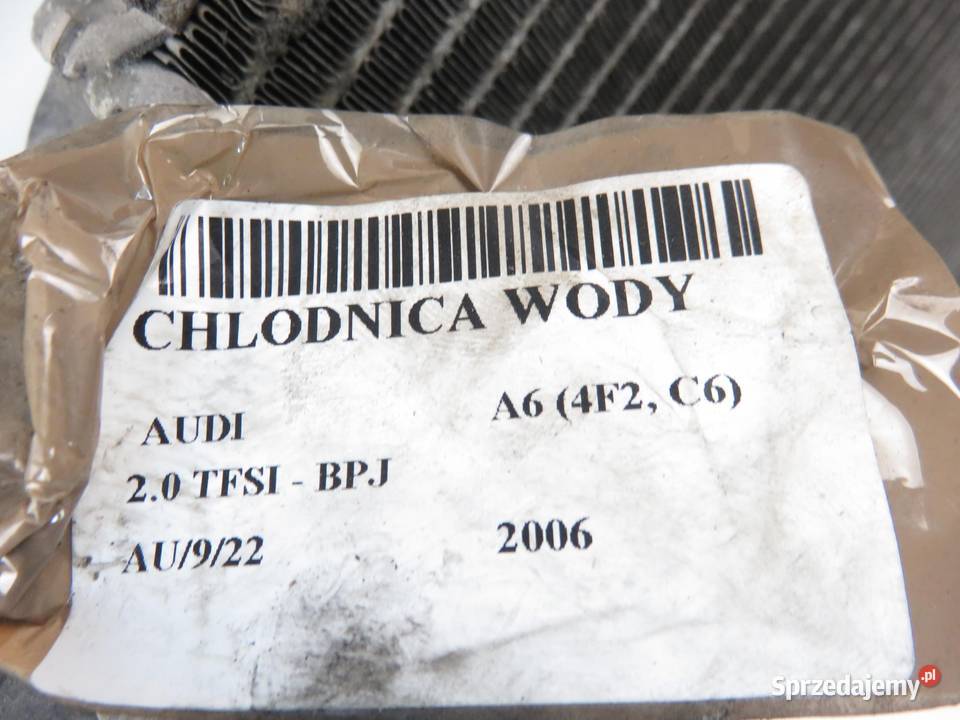 CHLODNICA WODY
AUDI A6 (4F2, C6)
2.0 TFSI - BPJ
AU/9/22 2006
Sprzedajemy.pl